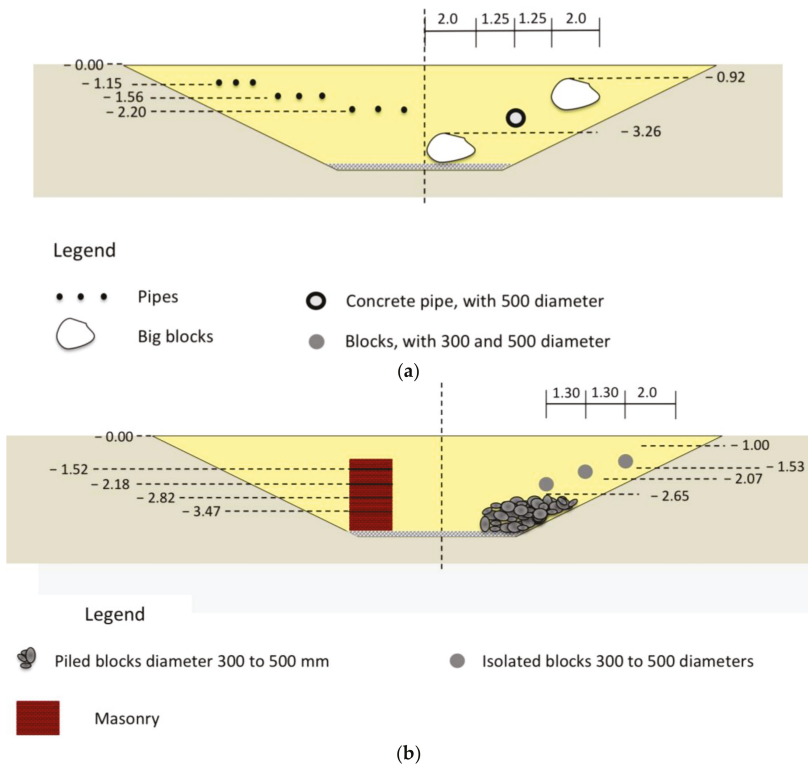 2.0 1.25 1.25 2.0
– 0.00
– 1.15
– 1.56
– 2.20
– 0.92
– 3.26
Legend
Pipes
Concrete pipe, with 500 diameter
Big blocks
Blocks, with 300 and 500 diameter
(a)
1.30 1.30 2.0
– 0.00
– 1.52
– 2.18
– 2.82
– 3.47
– 1.00
– 1.53
– 2.07
– 2.65
Legend
Piled blocks diameter 300 to 500 mm
Isolated blocks 300 to 500 diameters
Masonry
(b)